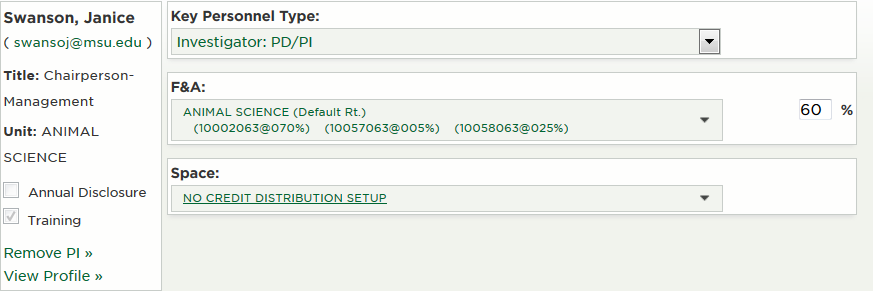 Swanson, Janice
( swansoj@msu.edu )
Title: Chairperson-
Management
Unit: ANIMAL
SCIENCE
Annual Disclosure
Training
Remove PI »
View Profile »
Key Personnel Type:
Investigator: PD/PI
F&A:
ANIMAL SCIENCE (Default Rt.)
(10002063@070%) (10057063@005%) (10058063@025%)
60 %
Space:
NO CREDIT DISTRIBUTION SETUP